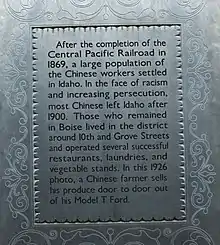 After the completion of the
Central Pacific Railroad in
1869, a large population of
the Chinese workers settled
in Idaho. In the face of racism
and increasing persecution,
most Chinese left Idaho after
1900. Those who remained
in Boise lived in the district
around 10th and Grove Streets
and operated several successful
restaurants, laundries, and
vegetable stands. In this 1926
photo, a Chinese farmer sells
his produce door to door out
of his Model T Ford.